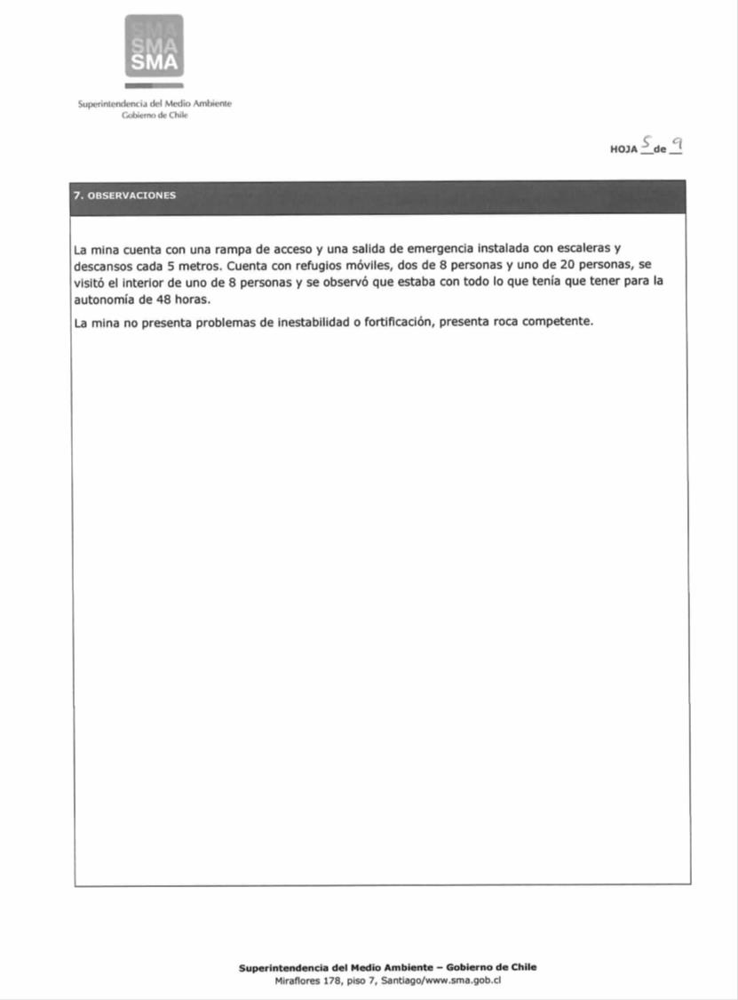 SMA
SMA
SMA
Superintendencia del Medio Ambiente
Gobierno de Chile
HOJA 5 de 9
7. OBSERVACIONES
La mina cuenta con una rampa de acceso y una salida de emergencia instalada con escaleras y
descansos cada 5 metros. Cuenta con refugios móviles, dos de 8 personas y uno de 20 personas, se
visitó el interior de uno de 8 personas y se observó que estaba con todo lo que tenía que tener para la
autonomía de 48 horas.
La mina no presenta problemas de inestabilidad o fortificación, presenta roca competente.
Superintendencia del Medio Ambiente – Gobierno de Chile
Miraflores 178, piso 7, Santiago/www.sma.gob.cl